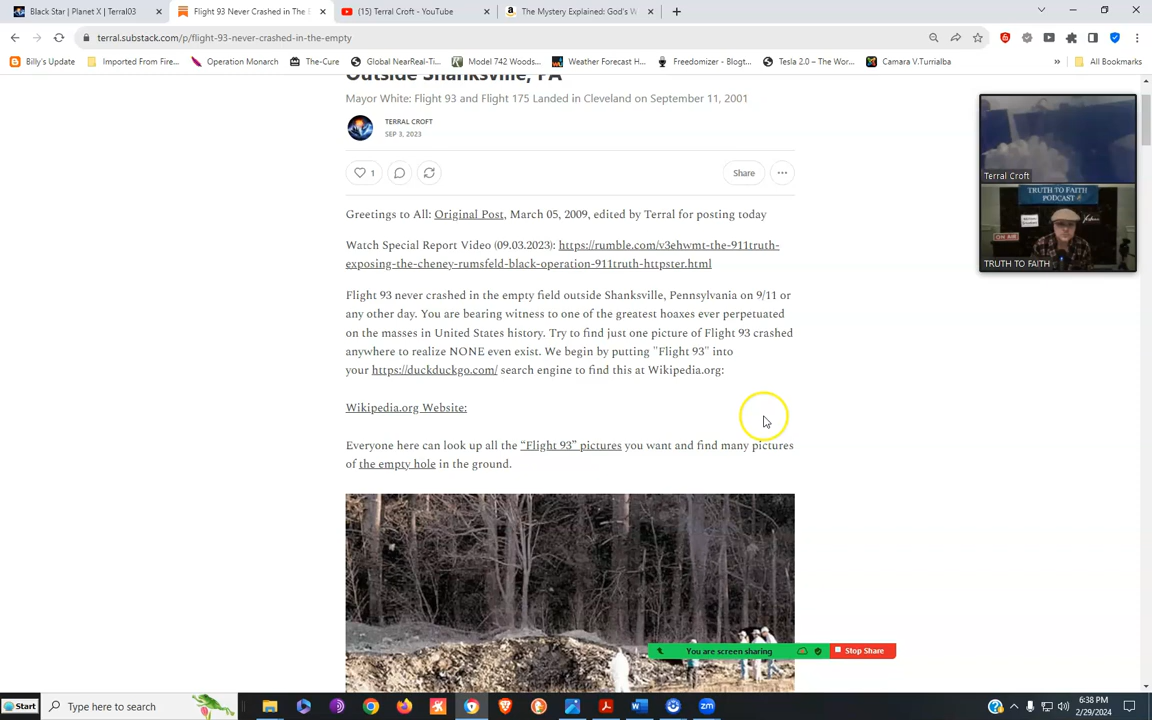 Black Star | Planet X | Terral03
Flight 93 Never Crashed in The E
(15) Terral Croft - YouTube
The Mystery Explained: God's W
terral.substack.com/p/flight-93-never-crashed-in-the-empty
Billy's Update
Imported From Fire...
Operation Monarch
The-Cure
Global NearReal-Ti...
Model 742 Woods...
Weather Forecast H...
Freedomizer - Blogt...
Tesla 2.0 – The Wor...
Camara V.Turrialba
»
All Bookmarks
Outside Shanksville, PA
Mayor White: Flight 93 and Flight 175 Landed in Cleveland on September 11, 2001
TERRAL CROFT
SEP 3, 2023
1
Share
Greetings to All: Original Post, March 05, 2009, edited by Terral for posting today
Watch Special Report Video (09.03.2023): https://rumble.com/v3ehwmt-the-911truth-
exposing-the-cheney-rumsfeld-black-operation-911truth-httpster.html
Flight 93 never crashed in the empty field outside Shanksville, Pennsylvania on 9/11 or
any other day. You are bearing witness to one of the greatest hoaxes ever perpetuated
on the masses in United States history. Try to find just one picture of Flight 93 crashed
anywhere to realize NONE even exist. We begin by putting "Flight 93" into
your https://duckduckgo.com/ search engine to find this at Wikipedia.org:
Wikipedia.org Website:
Everyone here can look up all the “Flight 93” pictures you want and find many pictures
of the empty hole in the ground.
Terral Croft
TRUTH TO FAITH
PODCAST
ON AIR
TRUTH TO FAITH
You are screen sharing
Stop Share
Start
Type here to search
6:38 PM
2/29/2024